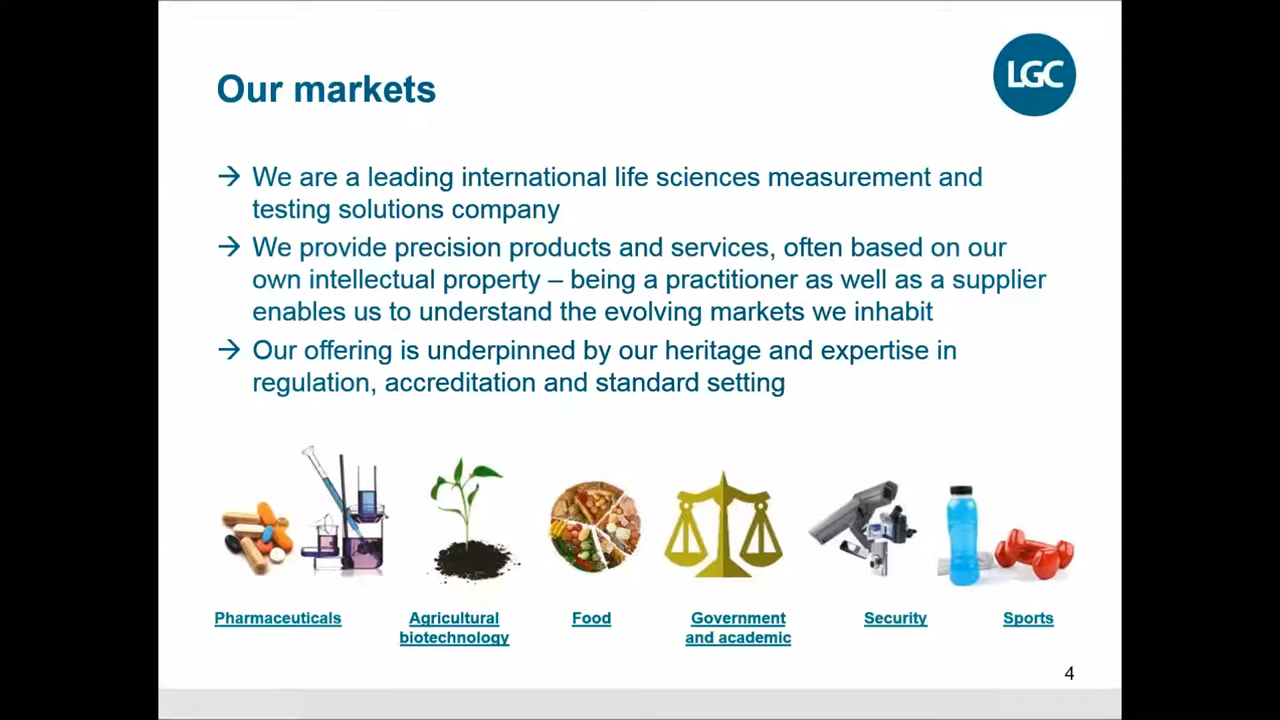 LGC
Our markets
→ We are a leading international life sciences measurement and
testing solutions company
→ We provide precision products and services, often based on our
own intellectual property – being a practitioner as well as a supplier
enables us to understand the evolving markets we inhabit
→ Our offering is underpinned by our heritage and expertise in
regulation, accreditation and standard setting
Pharmaceuticals
Agricultural
biotechnology
Food
Government
and academic
Security
Sports
4